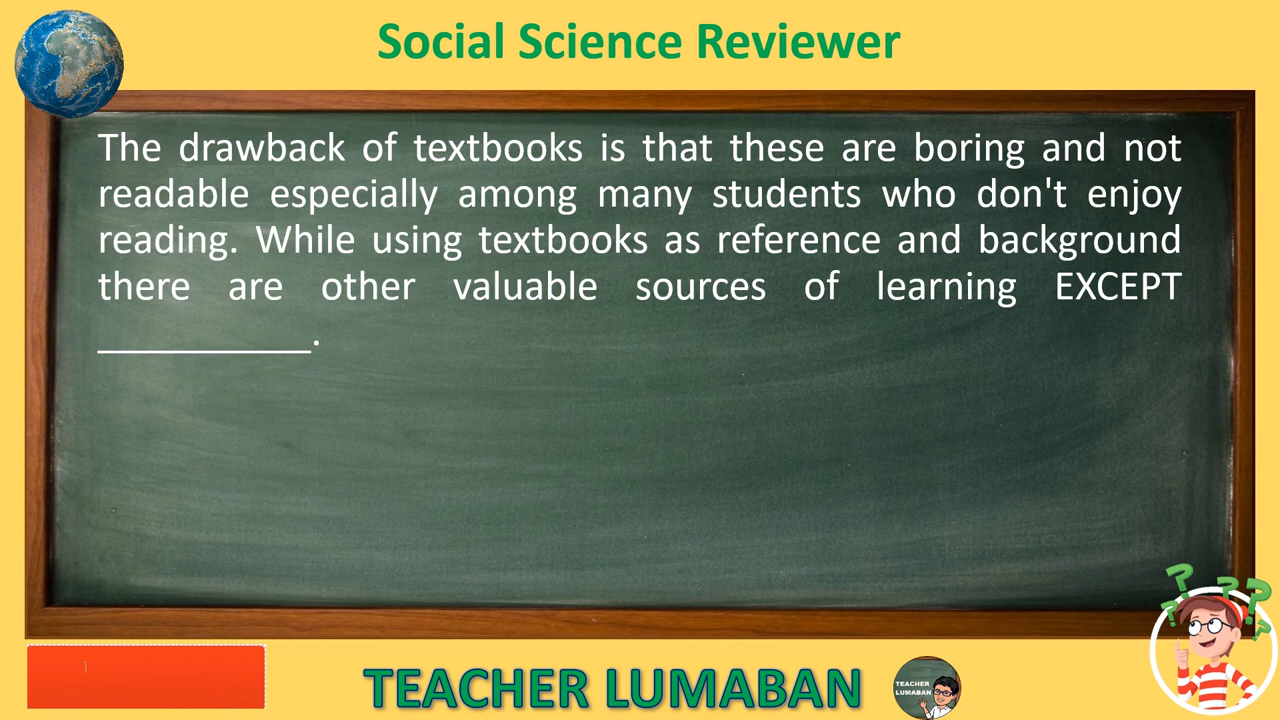 Social Science Reviewer
The drawback of textbooks is that these are boring and not
readable especially among many students who don't enjoy
reading. While using textbooks as reference and background
there are other valuable sources of learning EXCEPT
___________.
TEACHER LUMABAN
TEACHER
LUMABAN